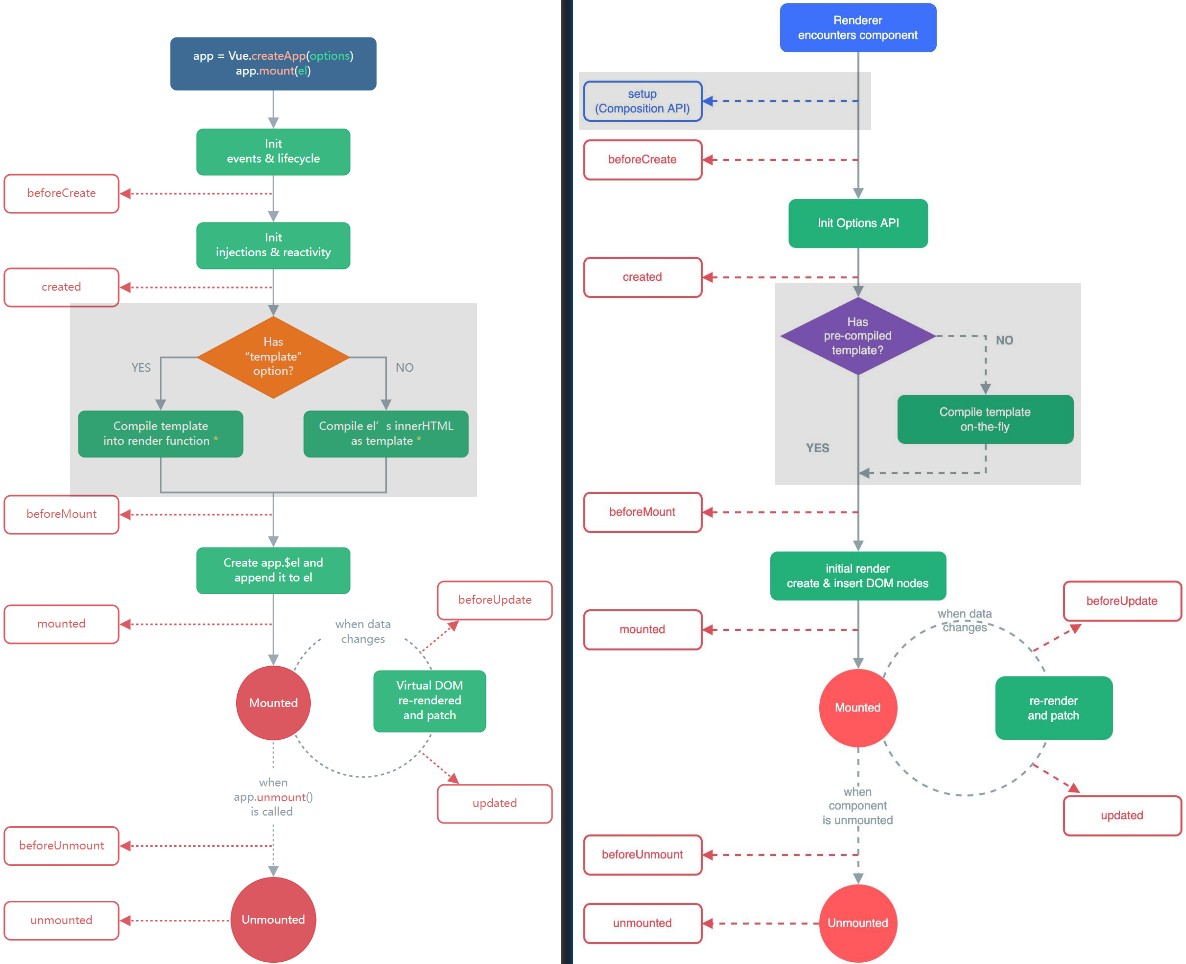 app = Vue.createApp(options)
app.mount(el)
Init
events & lifecycle
beforeCreate
Init
injections & reactivity
created
Has
“template”
option?
YES
NO
Compile template
into render function *
Compile el’s innerHTML
as template *
beforeMount
Create app.$el and
append it to el
mounted
when data
changes
beforeUpdate
Mounted
Virtual DOM
re-rendered
and patch
when
app.unmount()
is called
updated
beforeUnmount
Unmounted
unmounted
Renderer
encounters component
setup
(Composition API)
beforeCreate
Init Options API
created
Has
pre-compiled
template?
NO
Compile template
on-the-fly
YES
beforeMount
initial render
create & insert DOM nodes
mounted
when data
changes
beforeUpdate
Mounted
re-render
and patch
when
component
is unmounted
updated
beforeUnmount
Unmounted
unmounted